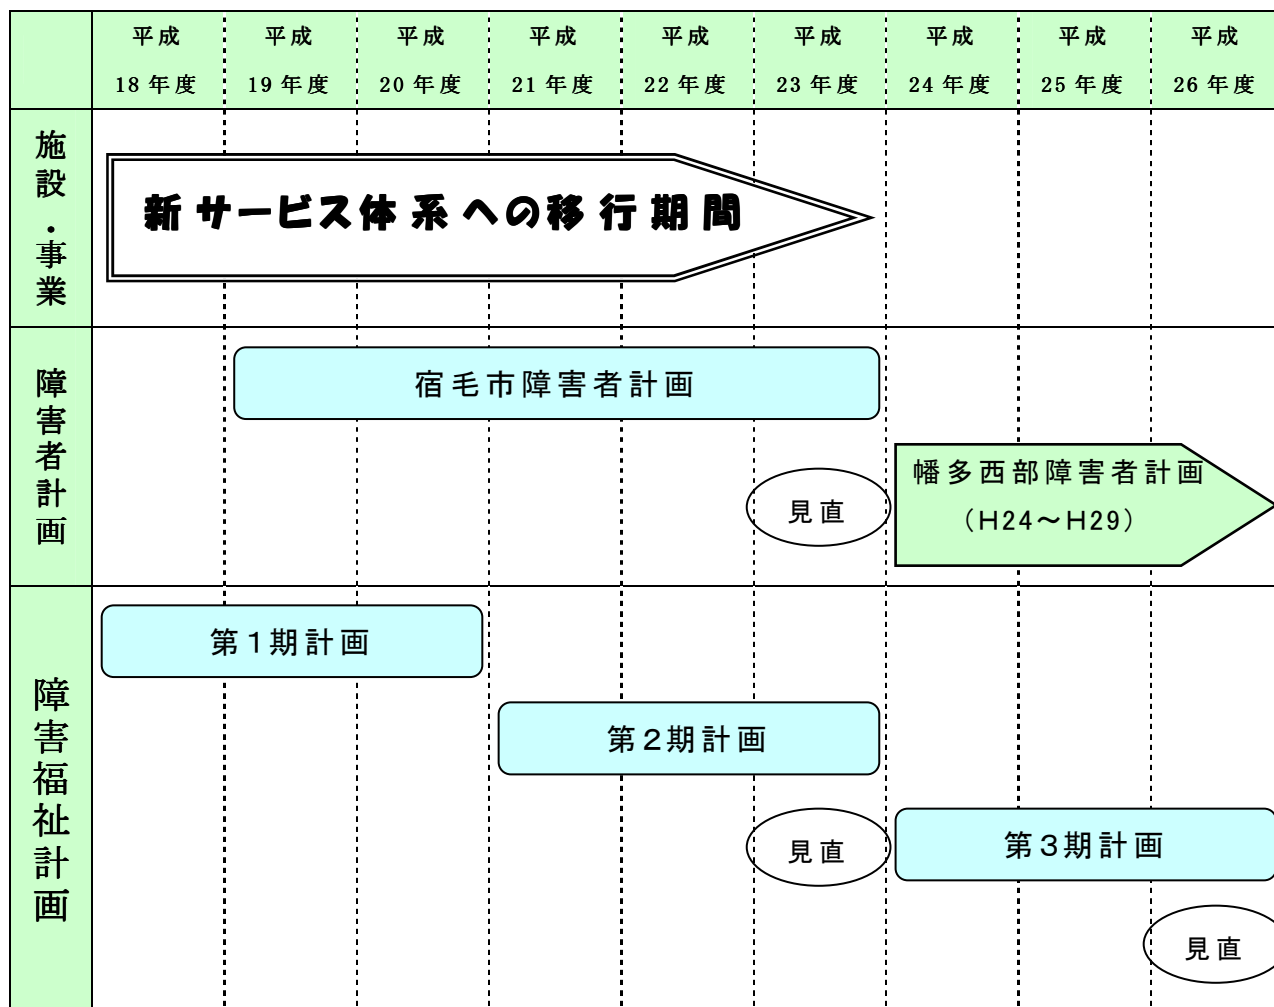 平成 平成 平成 平成 平成 平成 平成 平成 平成
18年度 19年度 20年度 21年度 22年度 23年度 24年度 25年度 26年度
施設・事業
新サービス体系への移行期間
障害者計画
宿毛市障害者計画
幡多西部障害者計画
（H24～H29）
見直
障害福祉計画
第1期計画
第2期計画
見直
第3期計画
見直